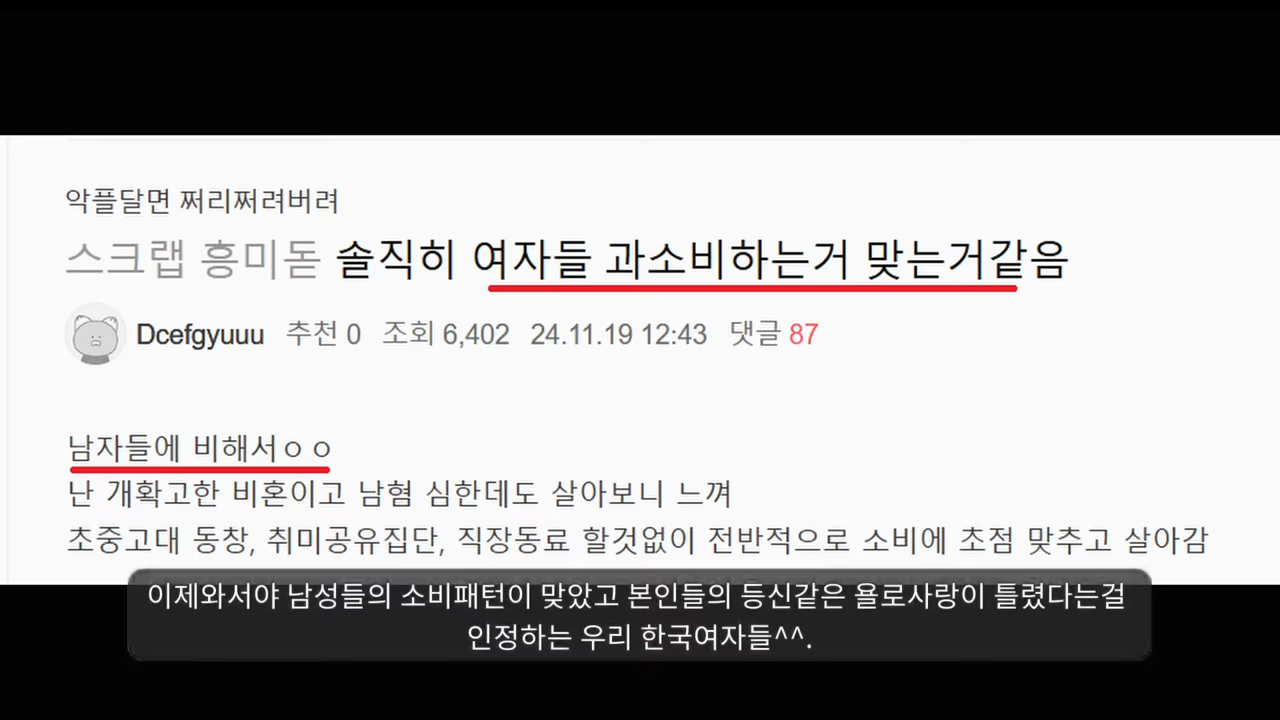 악플달면 쩌리쩌려버려
스크랩 흥미돋 솔직히 여자들 과소비하는거 맞는거같음
Dcefgyuuu 추천 0 조회 6,402 24.11.19 12:43 댓글 87
남자들에 비해서ㅇㅇ
난 개확고한 비혼이고 남혐 심한데도 살아보니 느껴
초중고대 동창, 취미공유집단, 직장동료 할것없이 전반적으로 소비에 초점 맞추고 살아감
이제와서야 남성들의 소비패턴이 맞았고 본인들의 등신같은 욜로사랑이 틀렸다는걸
인정하는 우리 한국여자들^^.